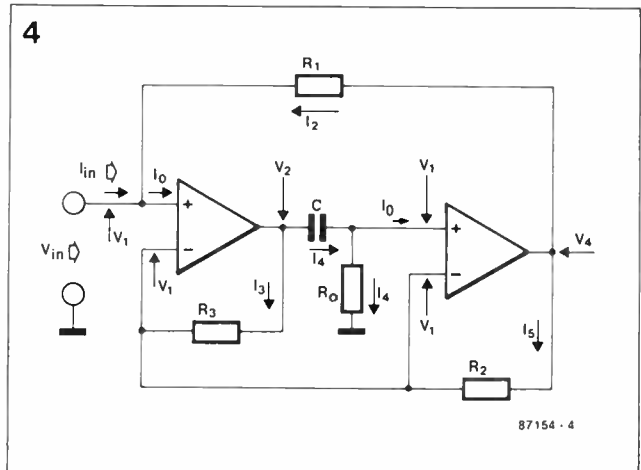 4
R1
I2
Iin I0
V2
V1
I0
+
C
+
V4
V1
I4
Vin
-
I3
R0
I4
-
V1
V1
I5
R3
R2
87154 - 4